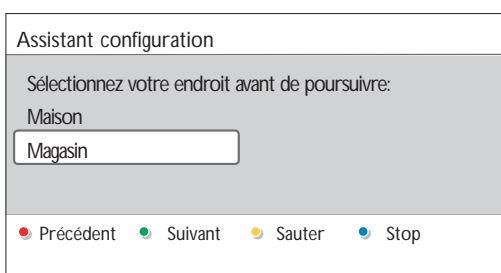 Assistant configuration
Sélectionnez votre endroit avant de poursuivre:
Maison
Magasin
Précédent Suivant Sauter Stop